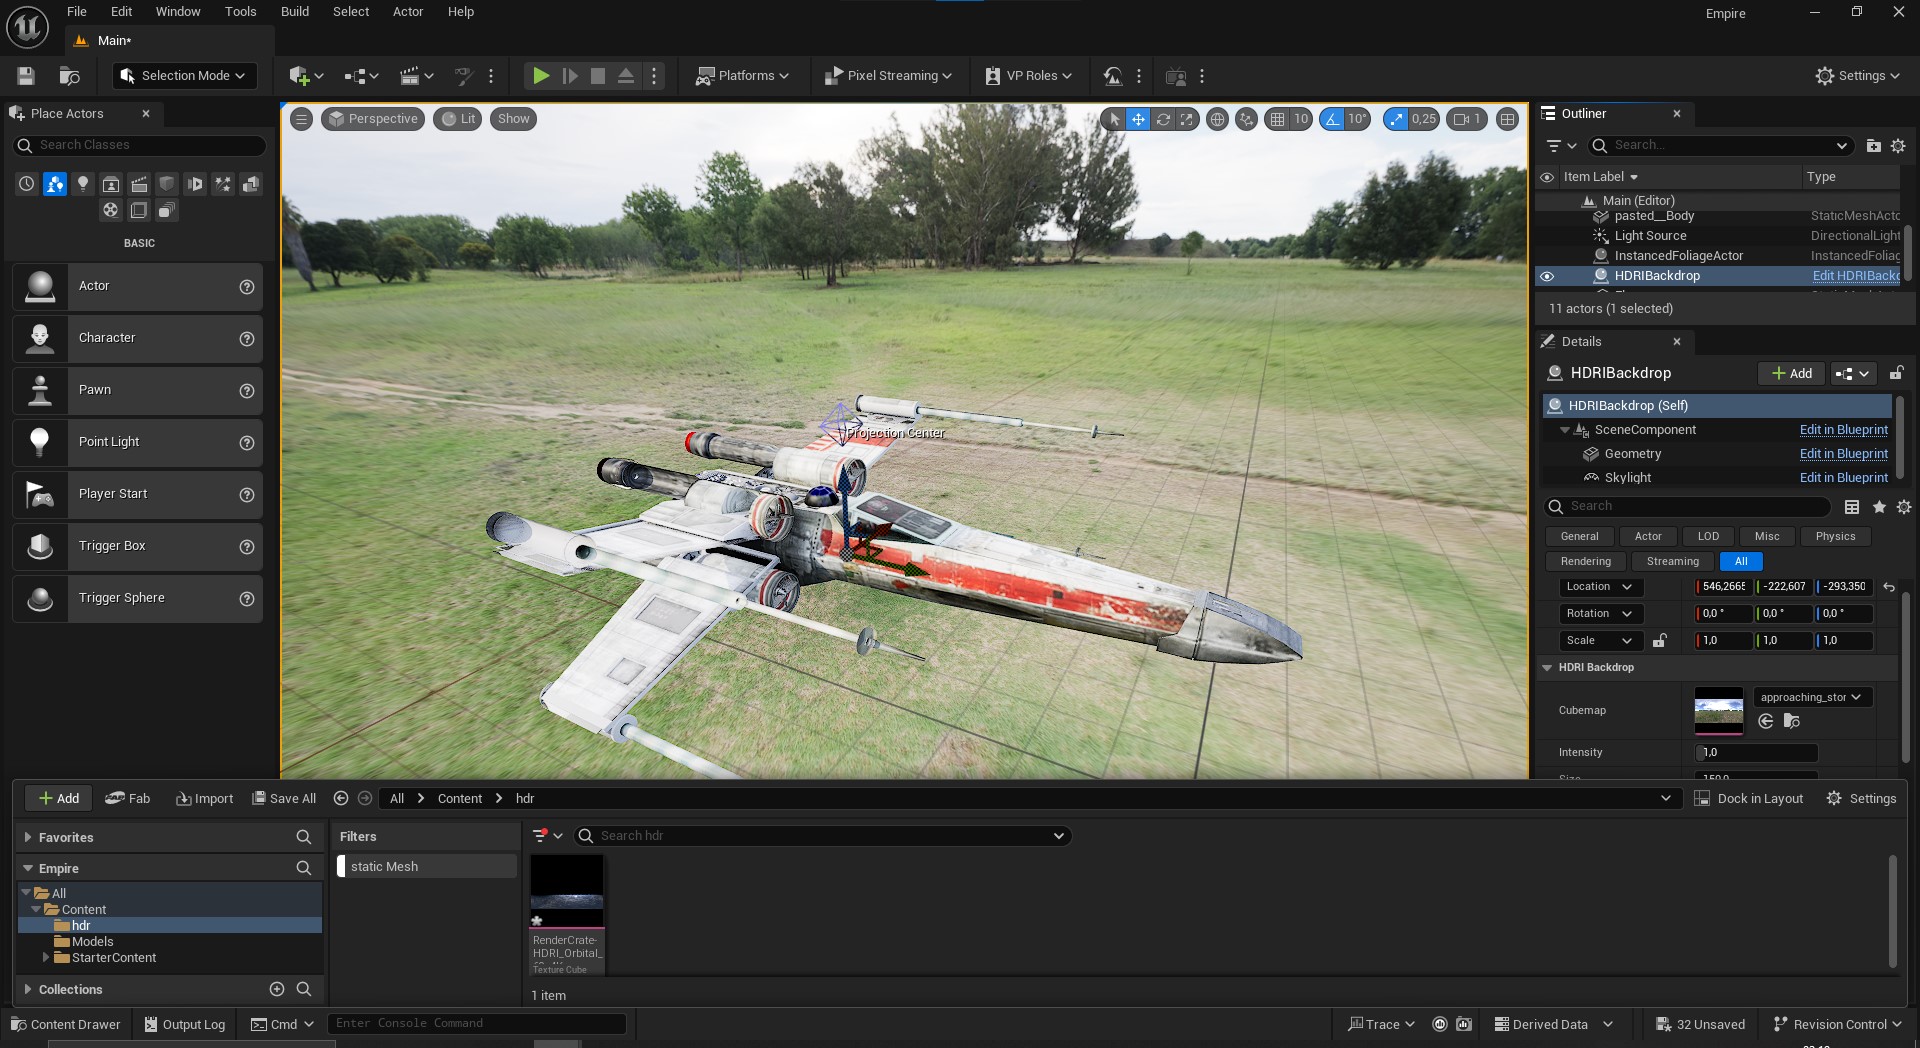 File Edit Window Tools Build Select Actor Help
Empire
Main*
Selection Mode
Platforms
Pixel Streaming
VP Roles
Settings
Place Actors
Search Classes
BASIC
Actor
Character
Pawn
Point Light
Player Start
Trigger Box
Trigger Sphere
Perspective
Lit
Show
10
10°
0,25
1
Projection Center
Outliner
Search...
Item Label
Type
Main (Editor)
pasted__Body StaticMeshActo
Light Source DirectionalLight
InstancedFoliageActor InstancedFoliag
HDRIBackdrop Edit HDRIBackd
11 actors (1 selected)
Details
HDRIBackdrop
Add
HDRIBackdrop (Self)
SceneComponent Edit in Blueprint
Geometry Edit in Blueprint
Skylight Edit in Blueprint
Search
General Actor LOD Misc Physics
Rendering Streaming All
Location 546,2665 -222,607 -293,350
Rotation 0,0 ° 0,0 ° 0,0 °
Scale 1,0 1,0 1,0
HDRI Backdrop
Cubemap
approaching_stor
Intensity 1,0
Size 150,0
Add Fab Import Save All All Content hdr Dock in Layout Settings
Favorites
Empire
All
Content
hdr
Models
StarterContent
Collections
Filters
static Mesh
Search hdr
RenderCrate-
HDRI_Orbital_
Texture Cube
1 item
Content Drawer Output Log Cmd Enter Console Command Trace Derived Data 32 Unsaved Revision Control